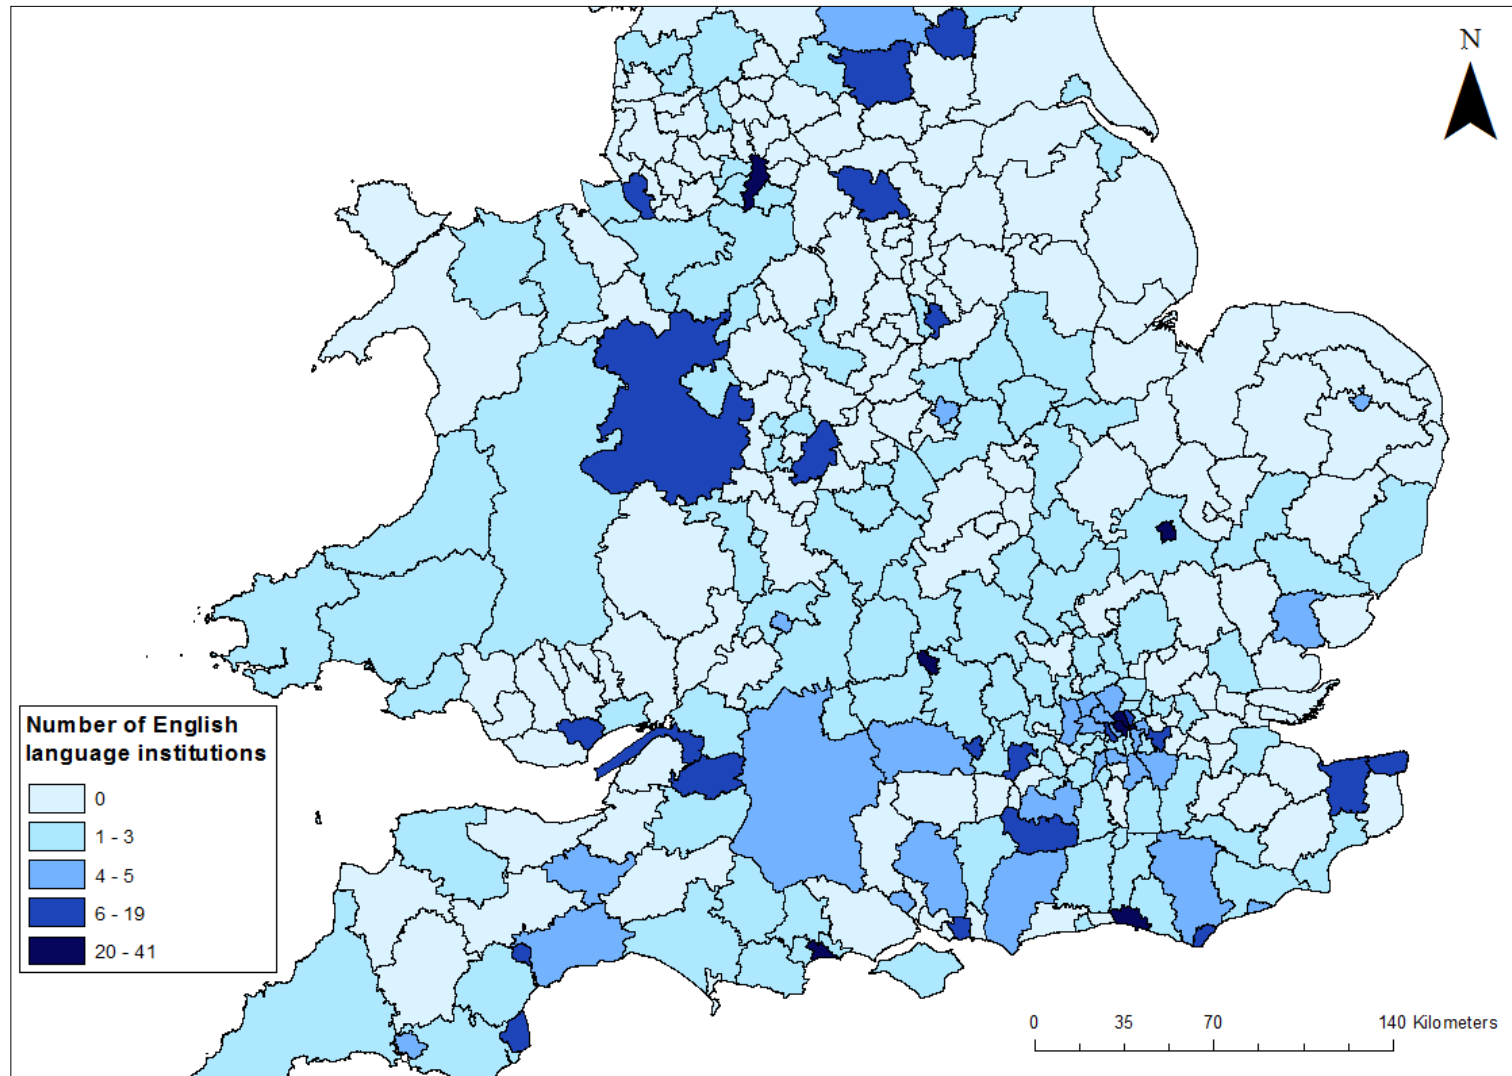 N
Number of English
language institutions
0
1 - 3
4 - 5
6 - 19
20 - 41
0 35 70 140 Kilometers